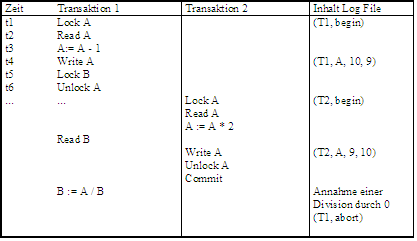 Zeit Transaktion 1 Transaktion 2 Inhalt Log File
t1 Lock A (T1, begin)
t2 Read A
t3 A:= A - 1
t4 Write A (T1, A, 10, 9)
t5 Lock B
t6 Unlock A
... ... Lock A (T2, begin)
Read A
A := A * 2
Read B
Write A (T2, A, 9, 10)
Unlock A
Commit
B := A / B Annahme einer
Division durch 0
(T1, abort)